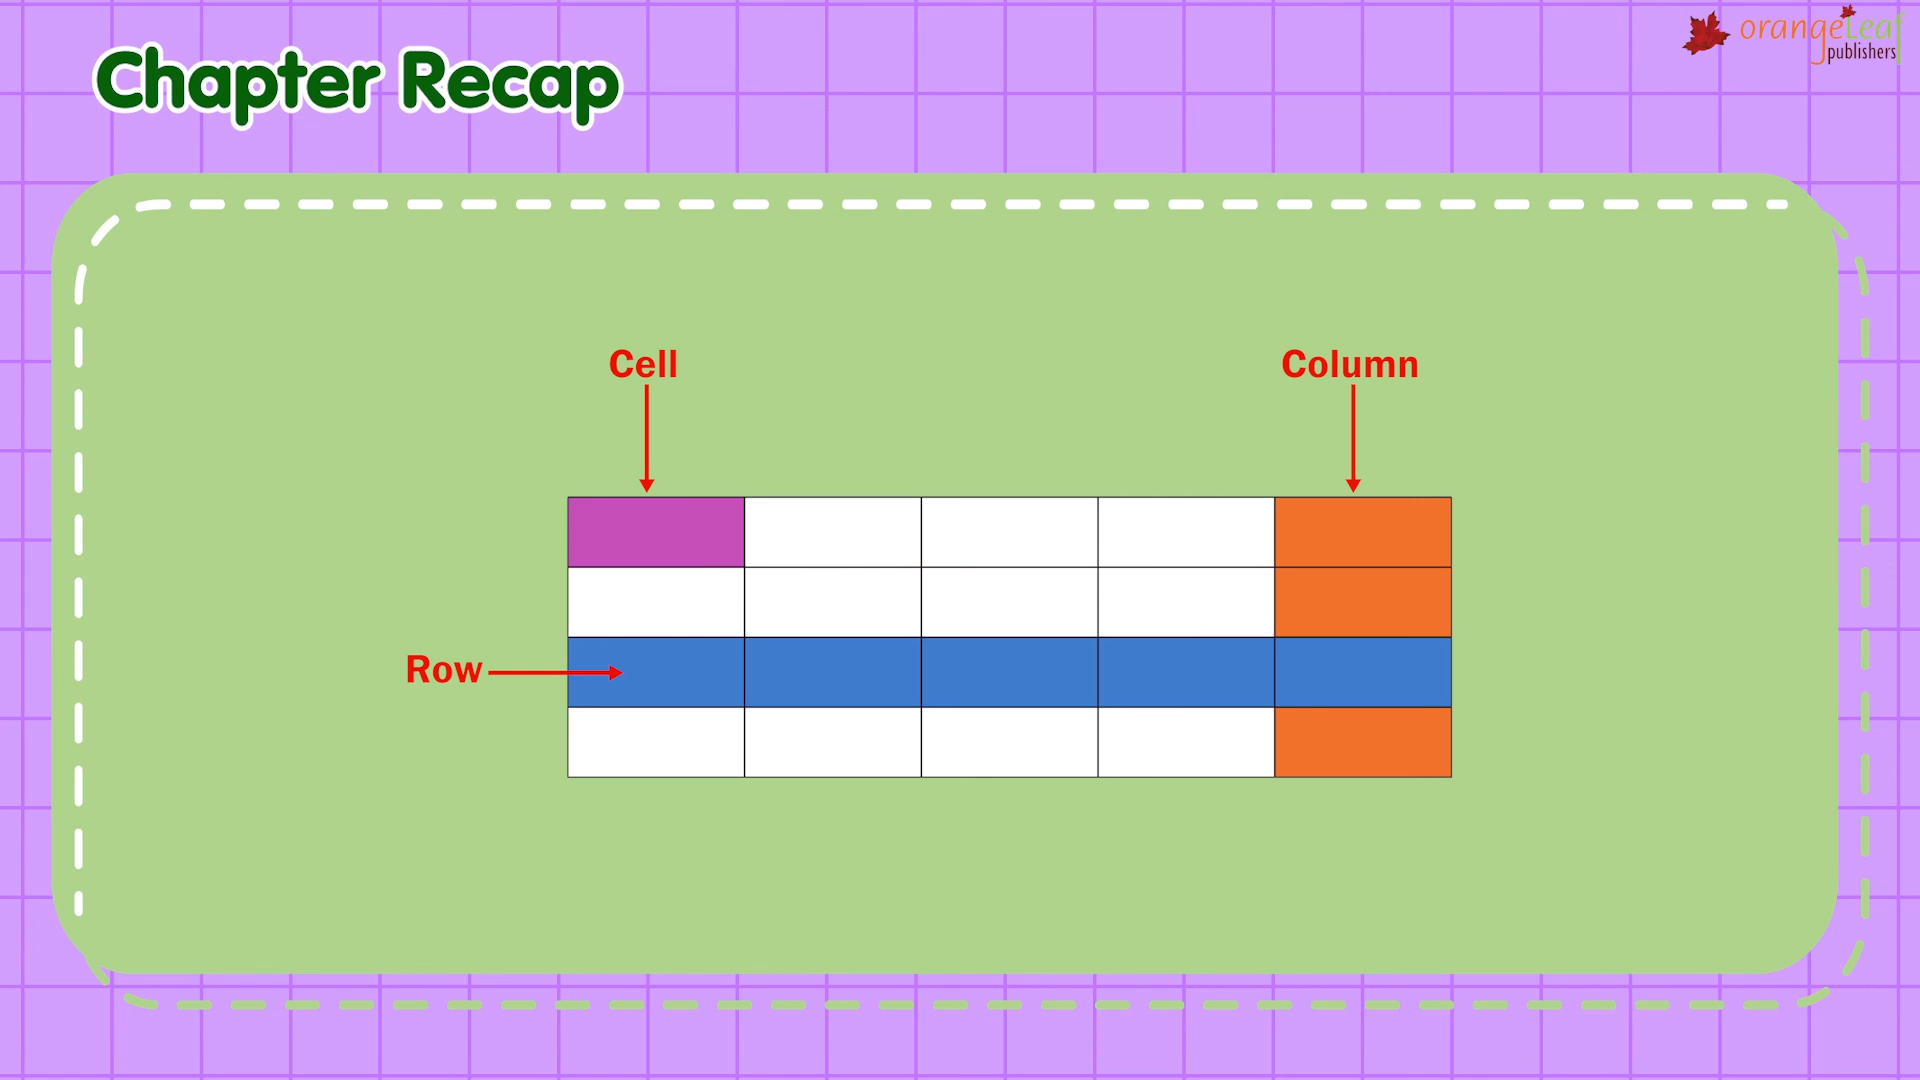 Chapter Recap
orangeLeaf
publishers
Cell
Column
Row